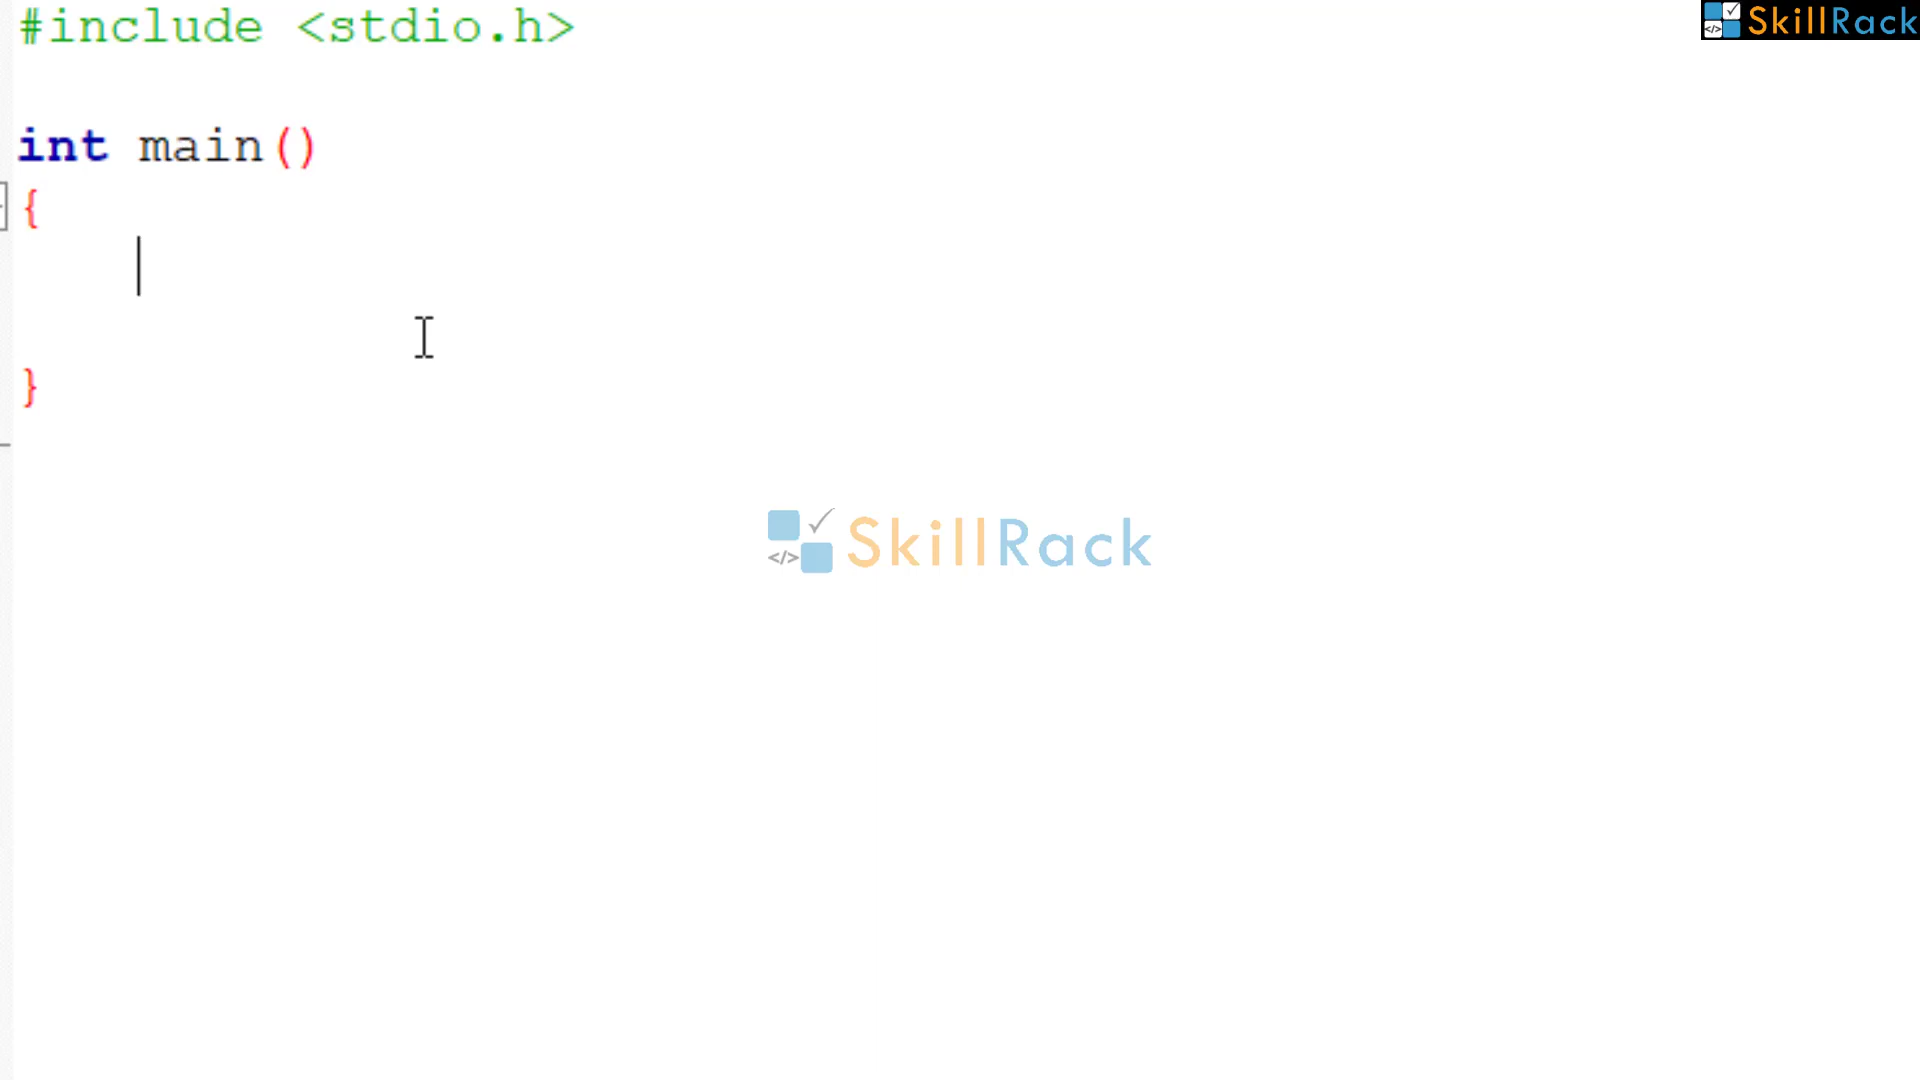 #include <stdio.h>
SkillRack
int main()
{
}
</> SkillRack